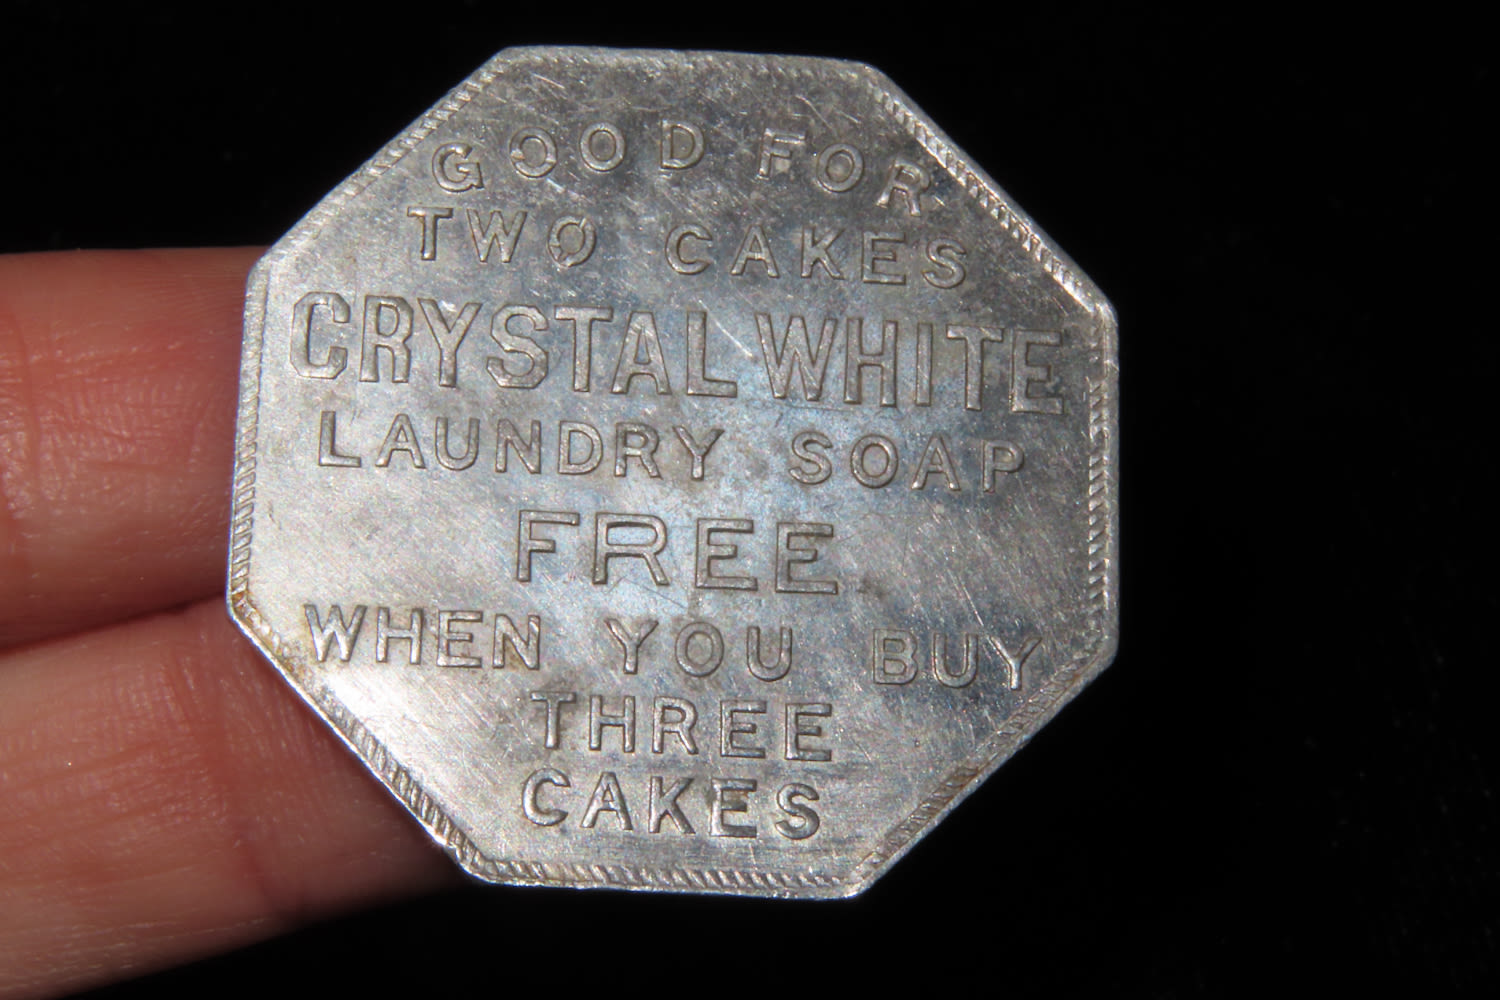 GOOD FOR
TWO CAKES
CRYSTAL WHITE
LAUNDRY SOAP
FREE
WHEN YOU BUY
THREE
CAKES